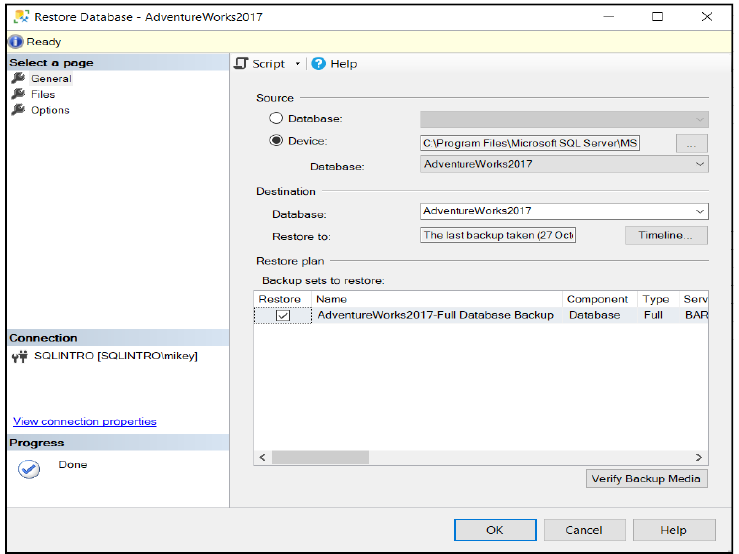 Restore Database - AdventureWorks2017
Ready
Select a page
General
Files
Options
Script
Help
Source
Database:
Device:
C:\Program Files\Microsoft SQL Server\MS
...
Database:
AdventureWorks2017
Destination
Database:
AdventureWorks2017
Restore to:
The last backup taken (27 Octo
Timeline...
Restore plan
Backup sets to restore:
Restore Name Component Type Serv
AdventureWorks2017-Full Database Backup Database Full BAR
Connection
SQLINTRO [SQLINTRO\mikey]
View connection properties
Progress
Done
Verify Backup Media
OK Cancel Help